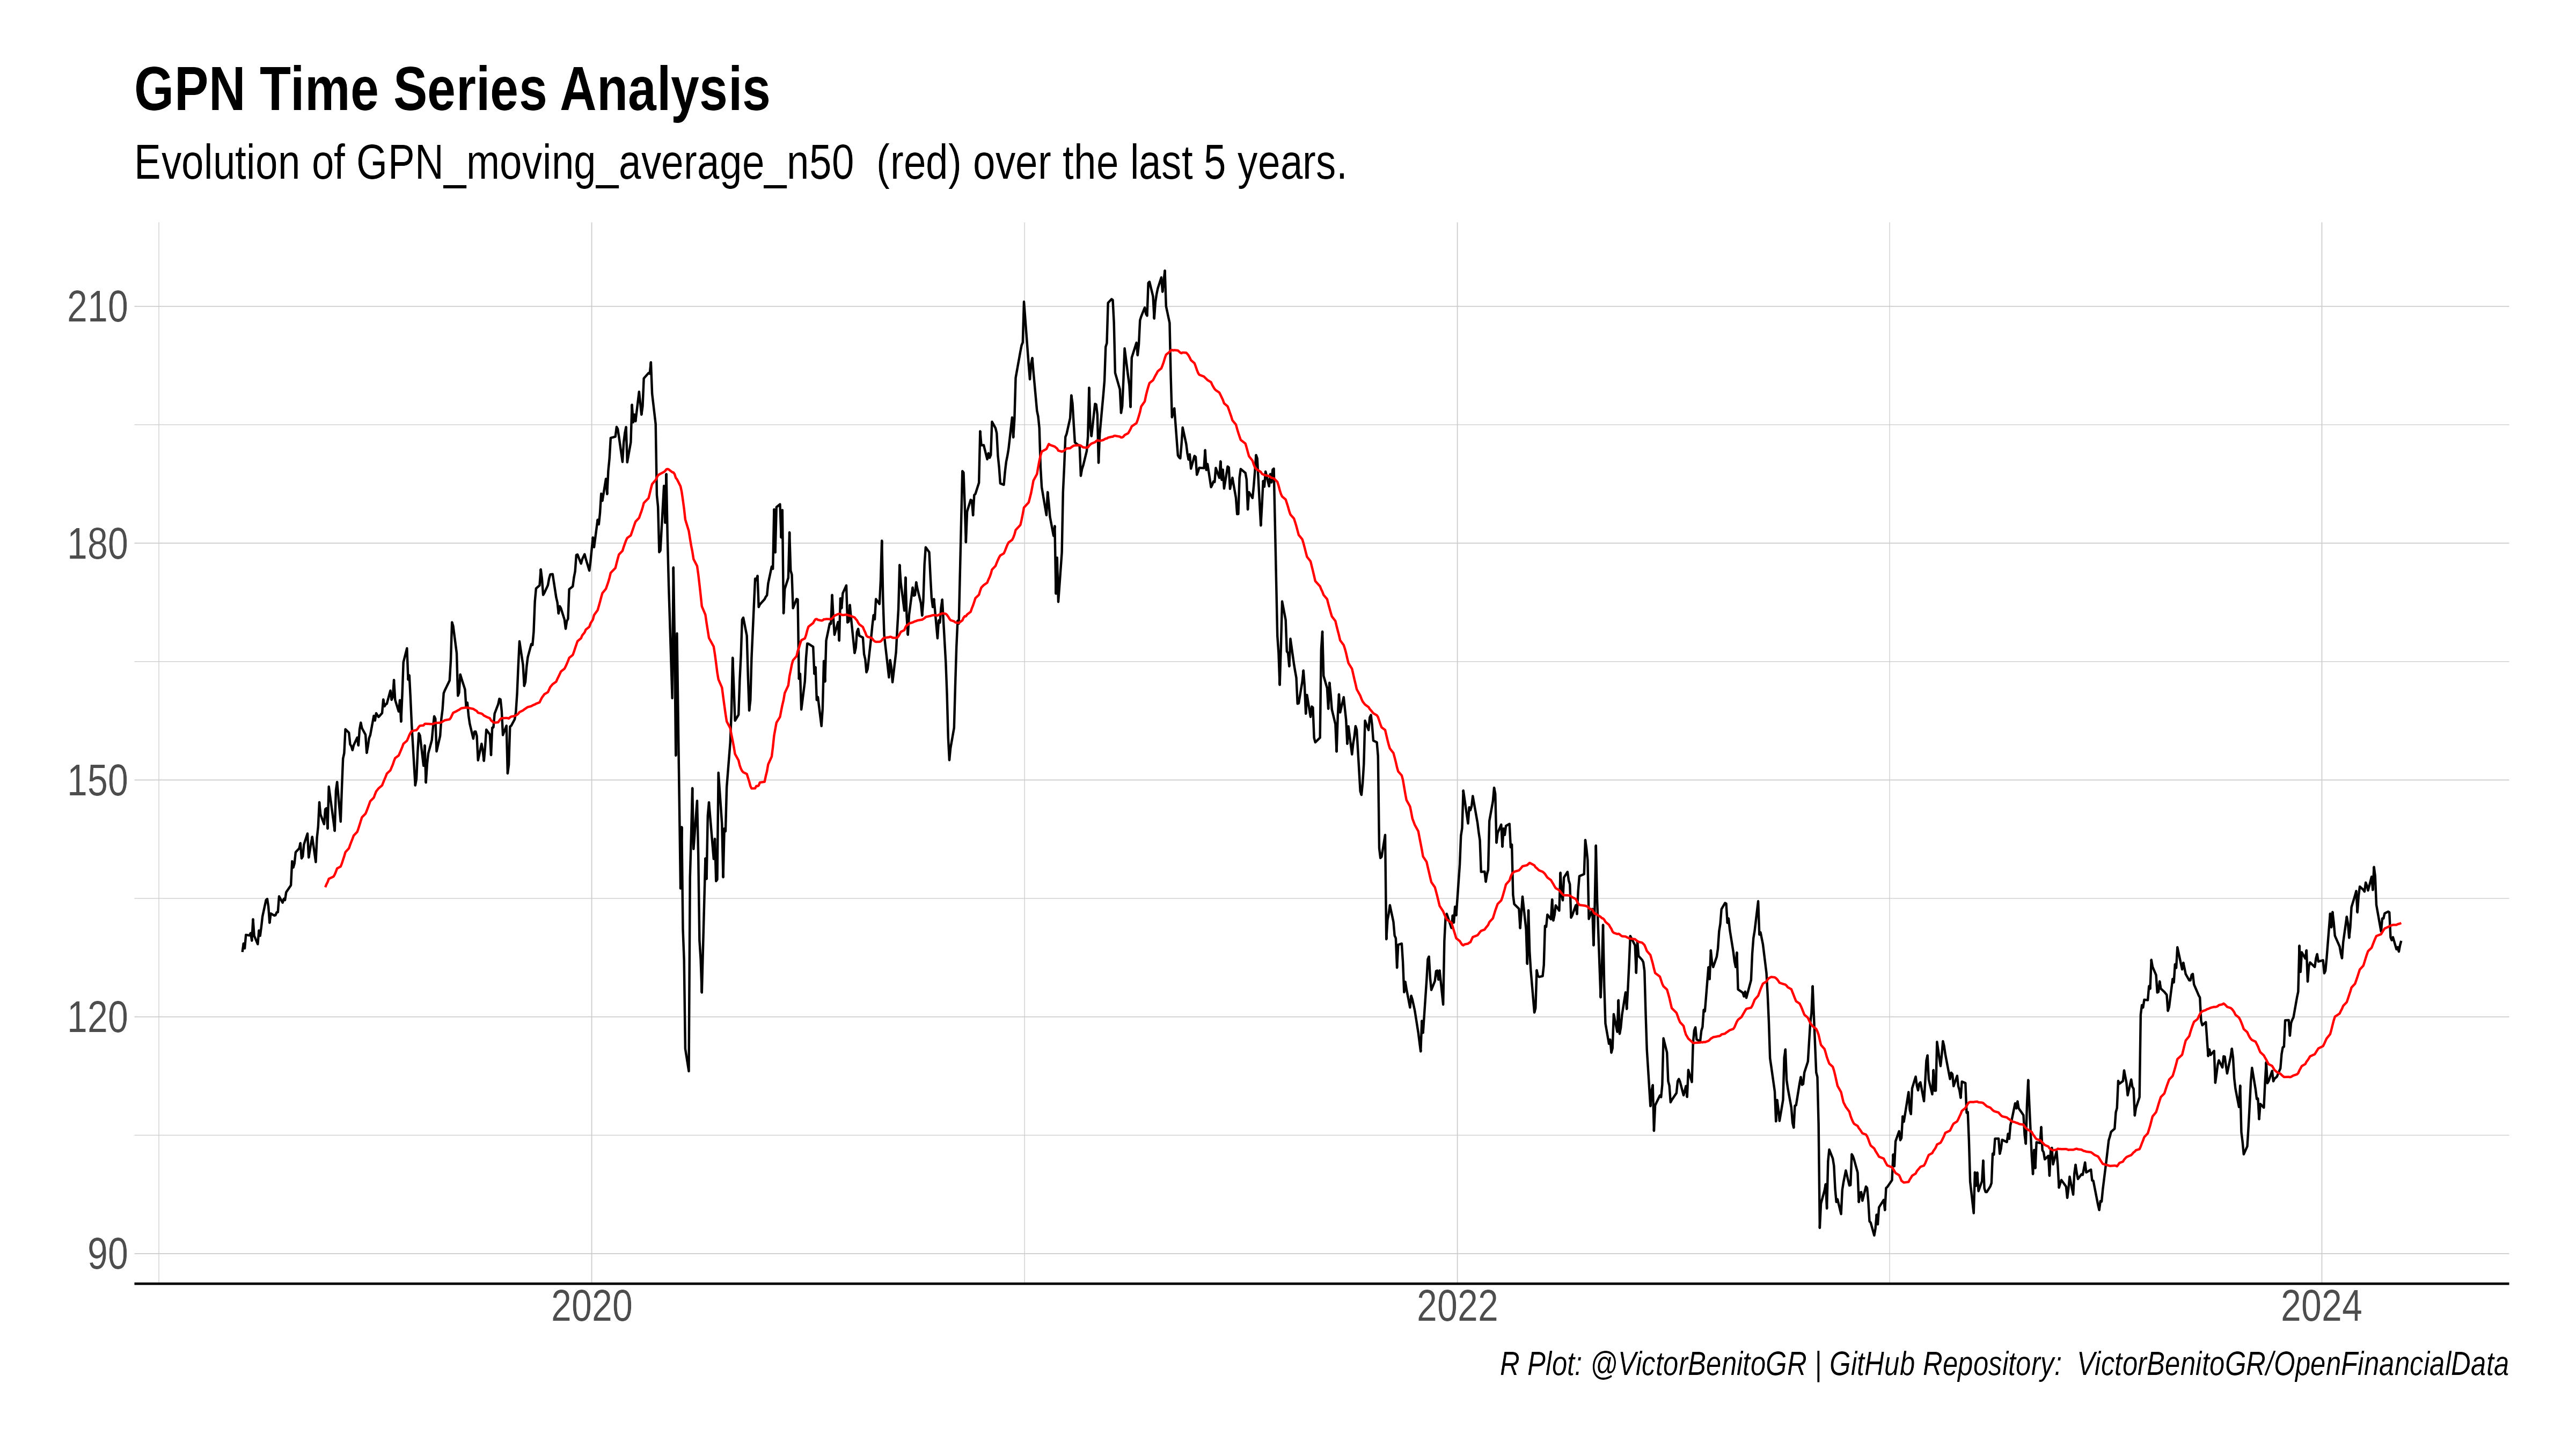 GPN Time Series Analysis
Evolution of GPN_moving_average_n50  (red) over the last 5 years.
210
180
150
120
90
2020
2022
2024
R Plot: @VictorBenitoGR | GitHub Repository:  VictorBenitoGR/OpenFinancialData